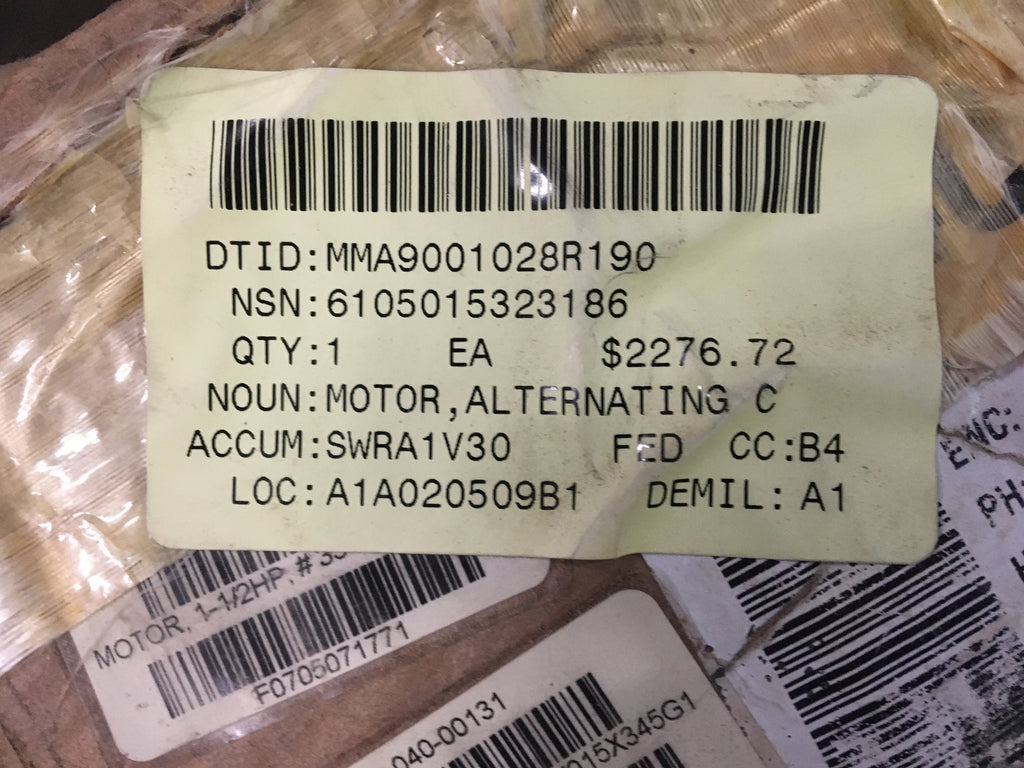 DTID:MMA9001028R190
NSN:6105015323186
QTY:1 EA $2276.72
NOUN:MOTOR,ALTERNATING C
ACCUM:SWRA1V30 FED CC:B4
LOC:A1A020509B1 DEMIL:A1
MOTOR, 1-1/2HP, #
F0705071771
040-00131
015X345G1